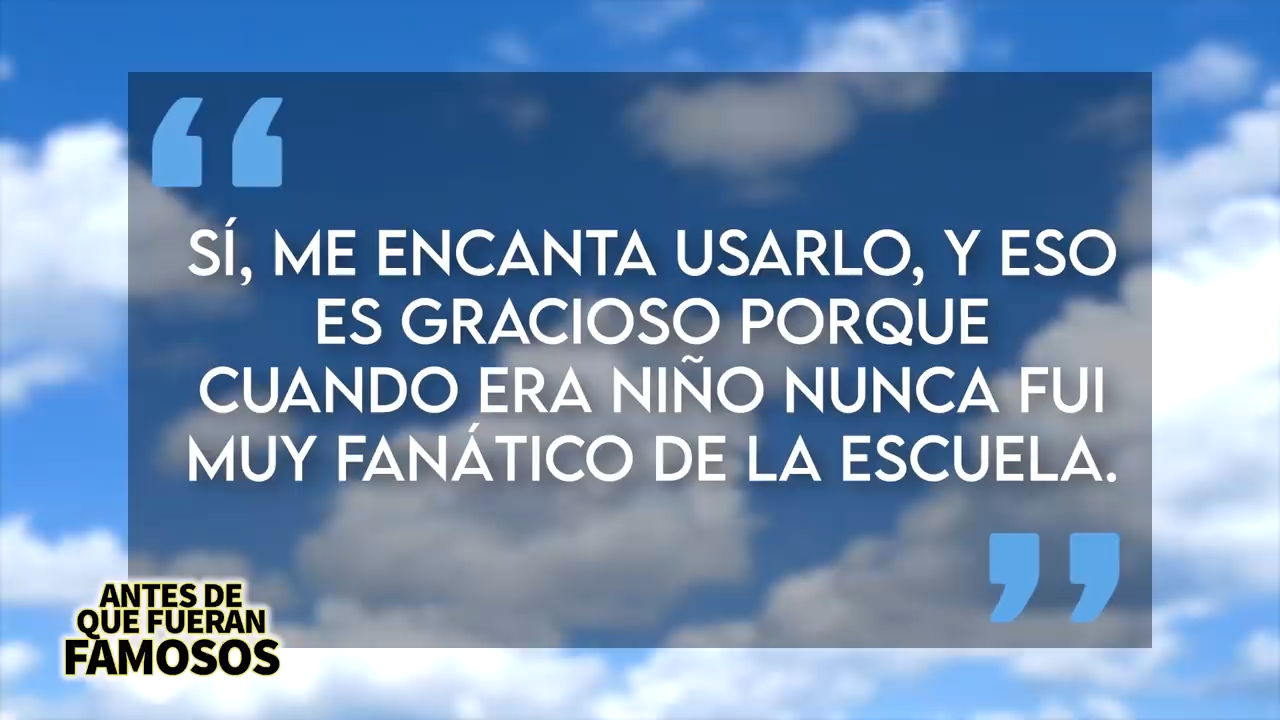 “
SÍ, ME ENCANTA USARLO, Y ESO
ES GRACIOSO PORQUE
CUANDO ERA NIÑO NUNCA FUI
MUY FANÁTICO DE LA ESCUELA.
”
ANTES DE
QUE FUERAN
FAMOSOS